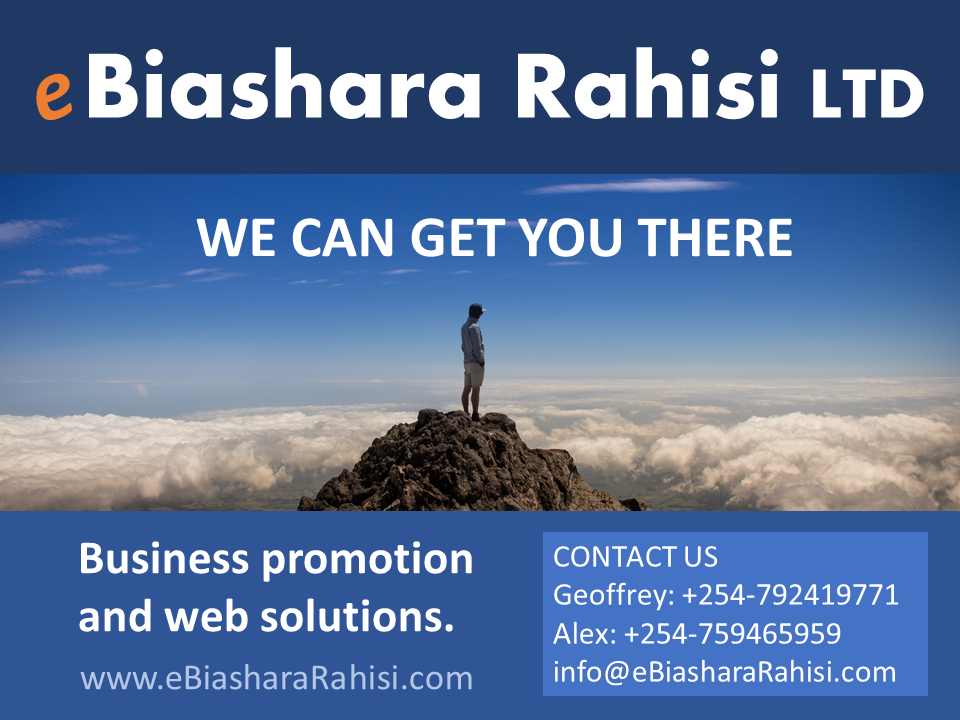 eBiashara Rahisi LTD
WE CAN GET YOU THERE
Business promotion
and web solutions.
www.eBiasharaRahisi.com
CONTACT US
Geoffrey: +254-792419771
Alex: +254-759465959
info@eBiasharaRahisi.com